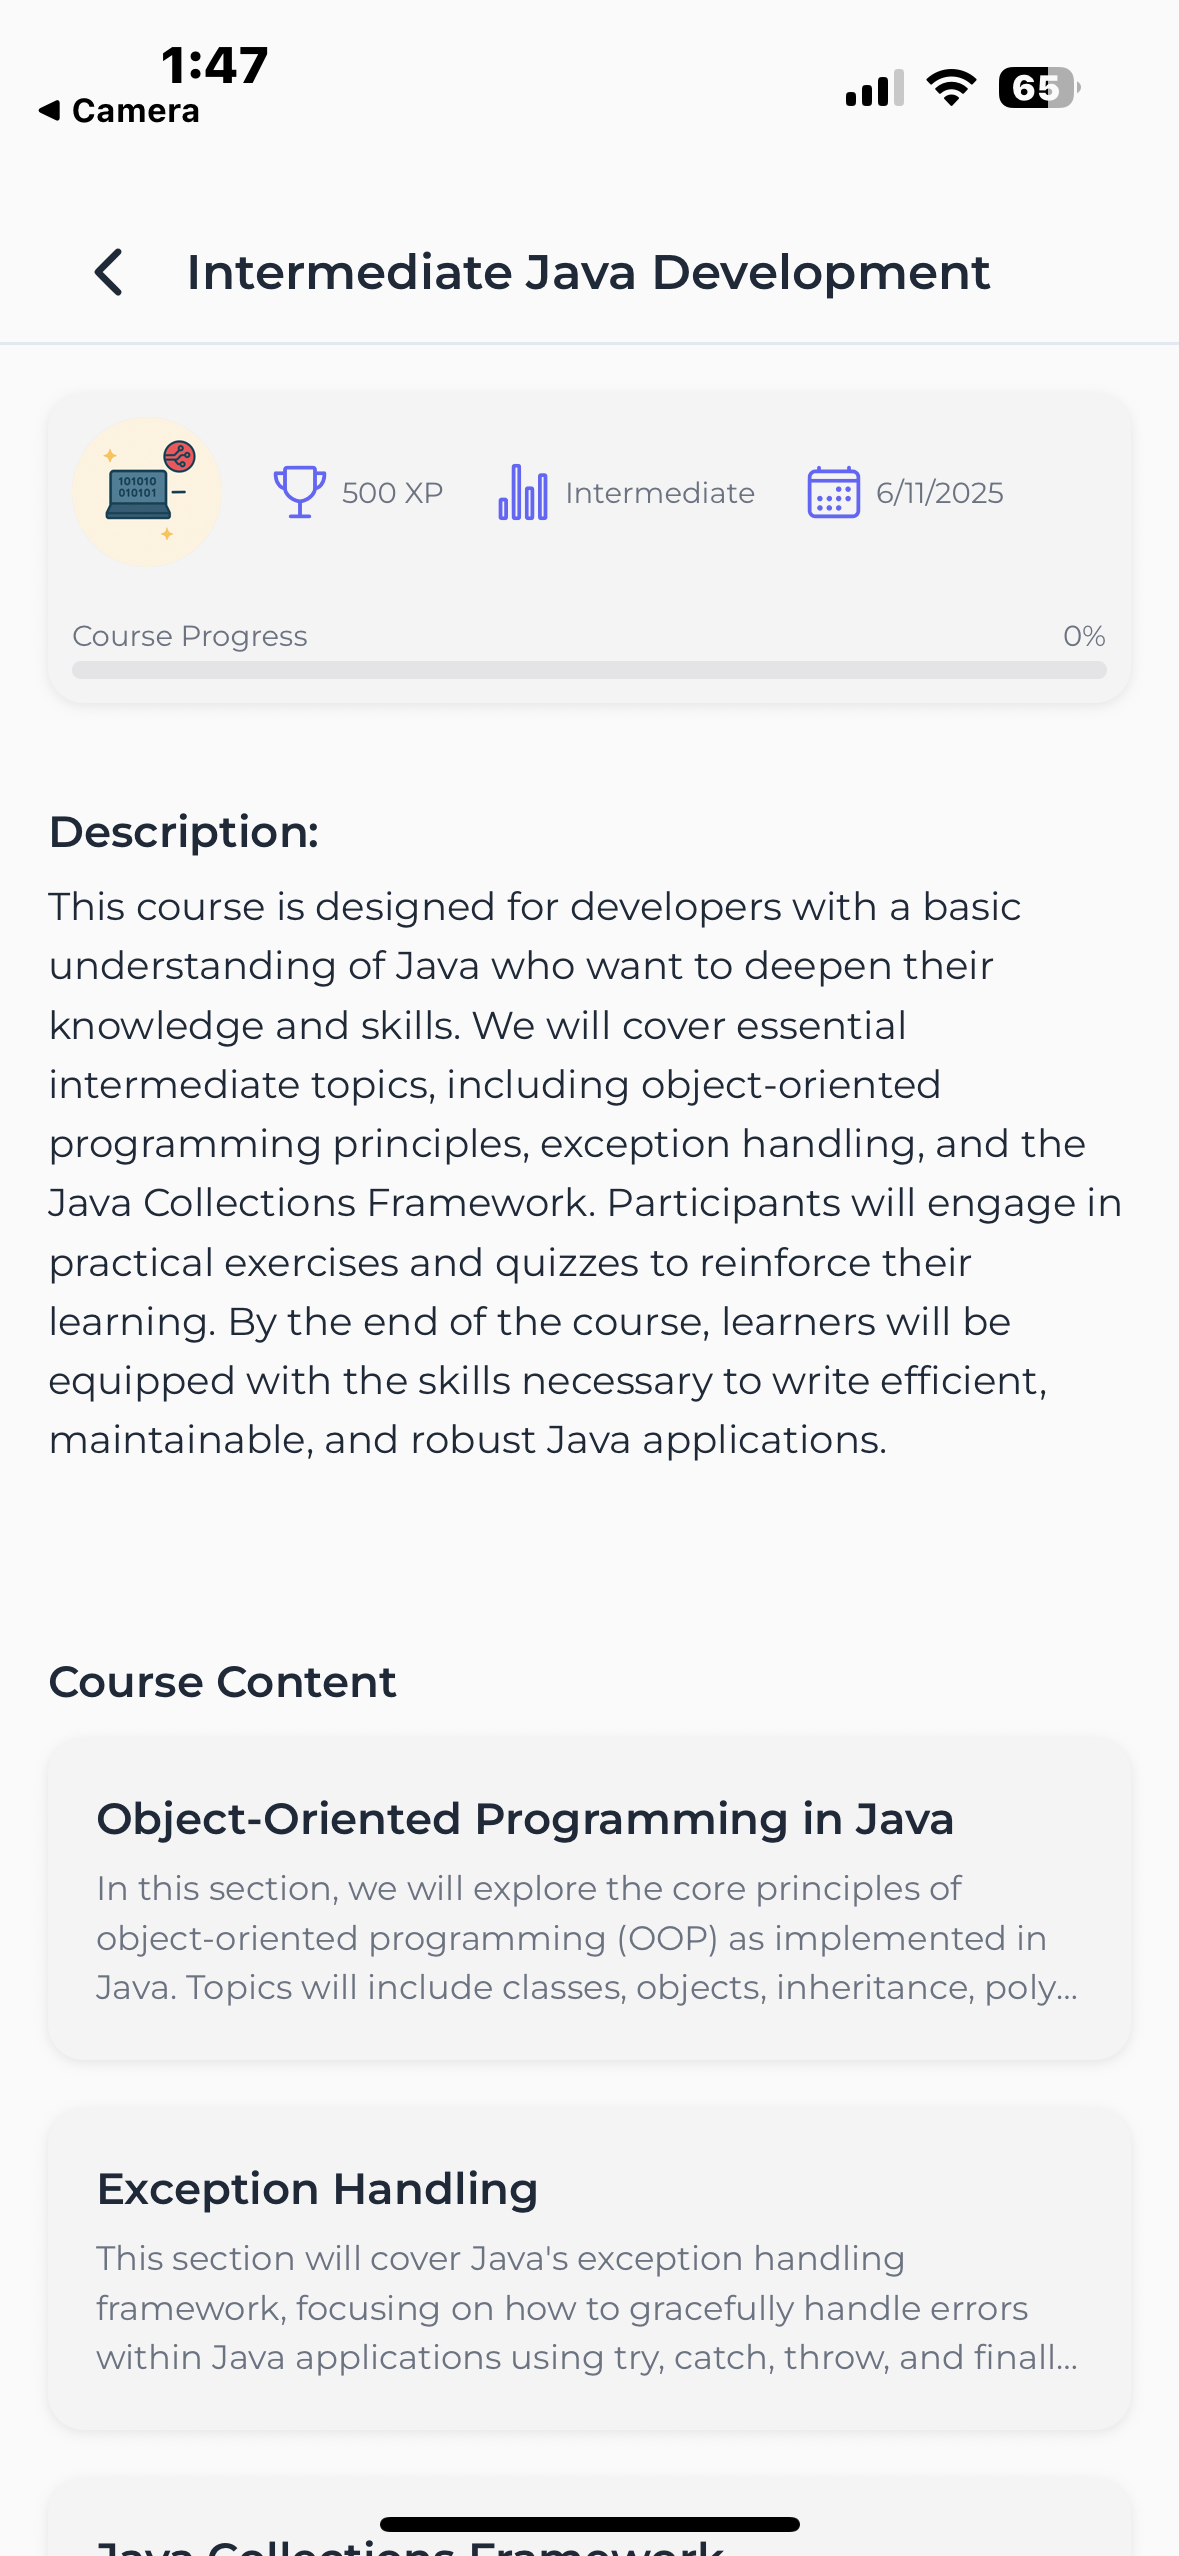 1:47
◀ Camera
65
Intermediate Java Development
101010
010101
500 XP
Intermediate
6/11/2025
Course Progress
0%
Description:
This course is designed for developers with a basic
understanding of Java who want to deepen their
knowledge and skills. We will cover essential
intermediate topics, including object-oriented
programming principles, exception handling, and the
Java Collections Framework. Participants will engage in
practical exercises and quizzes to reinforce their
learning. By the end of the course, learners will be
equipped with the skills necessary to write efficient,
maintainable, and robust Java applications.
Course Content
Object-Oriented Programming in Java
In this section, we will explore the core principles of
object-oriented programming (OOP) as implemented in
Java. Topics will include classes, objects, inheritance, poly...
Exception Handling
This section will cover Java's exception handling
framework, focusing on how to gracefully handle errors
within Java applications using try, catch, throw, and finall...
Java Collections Framework